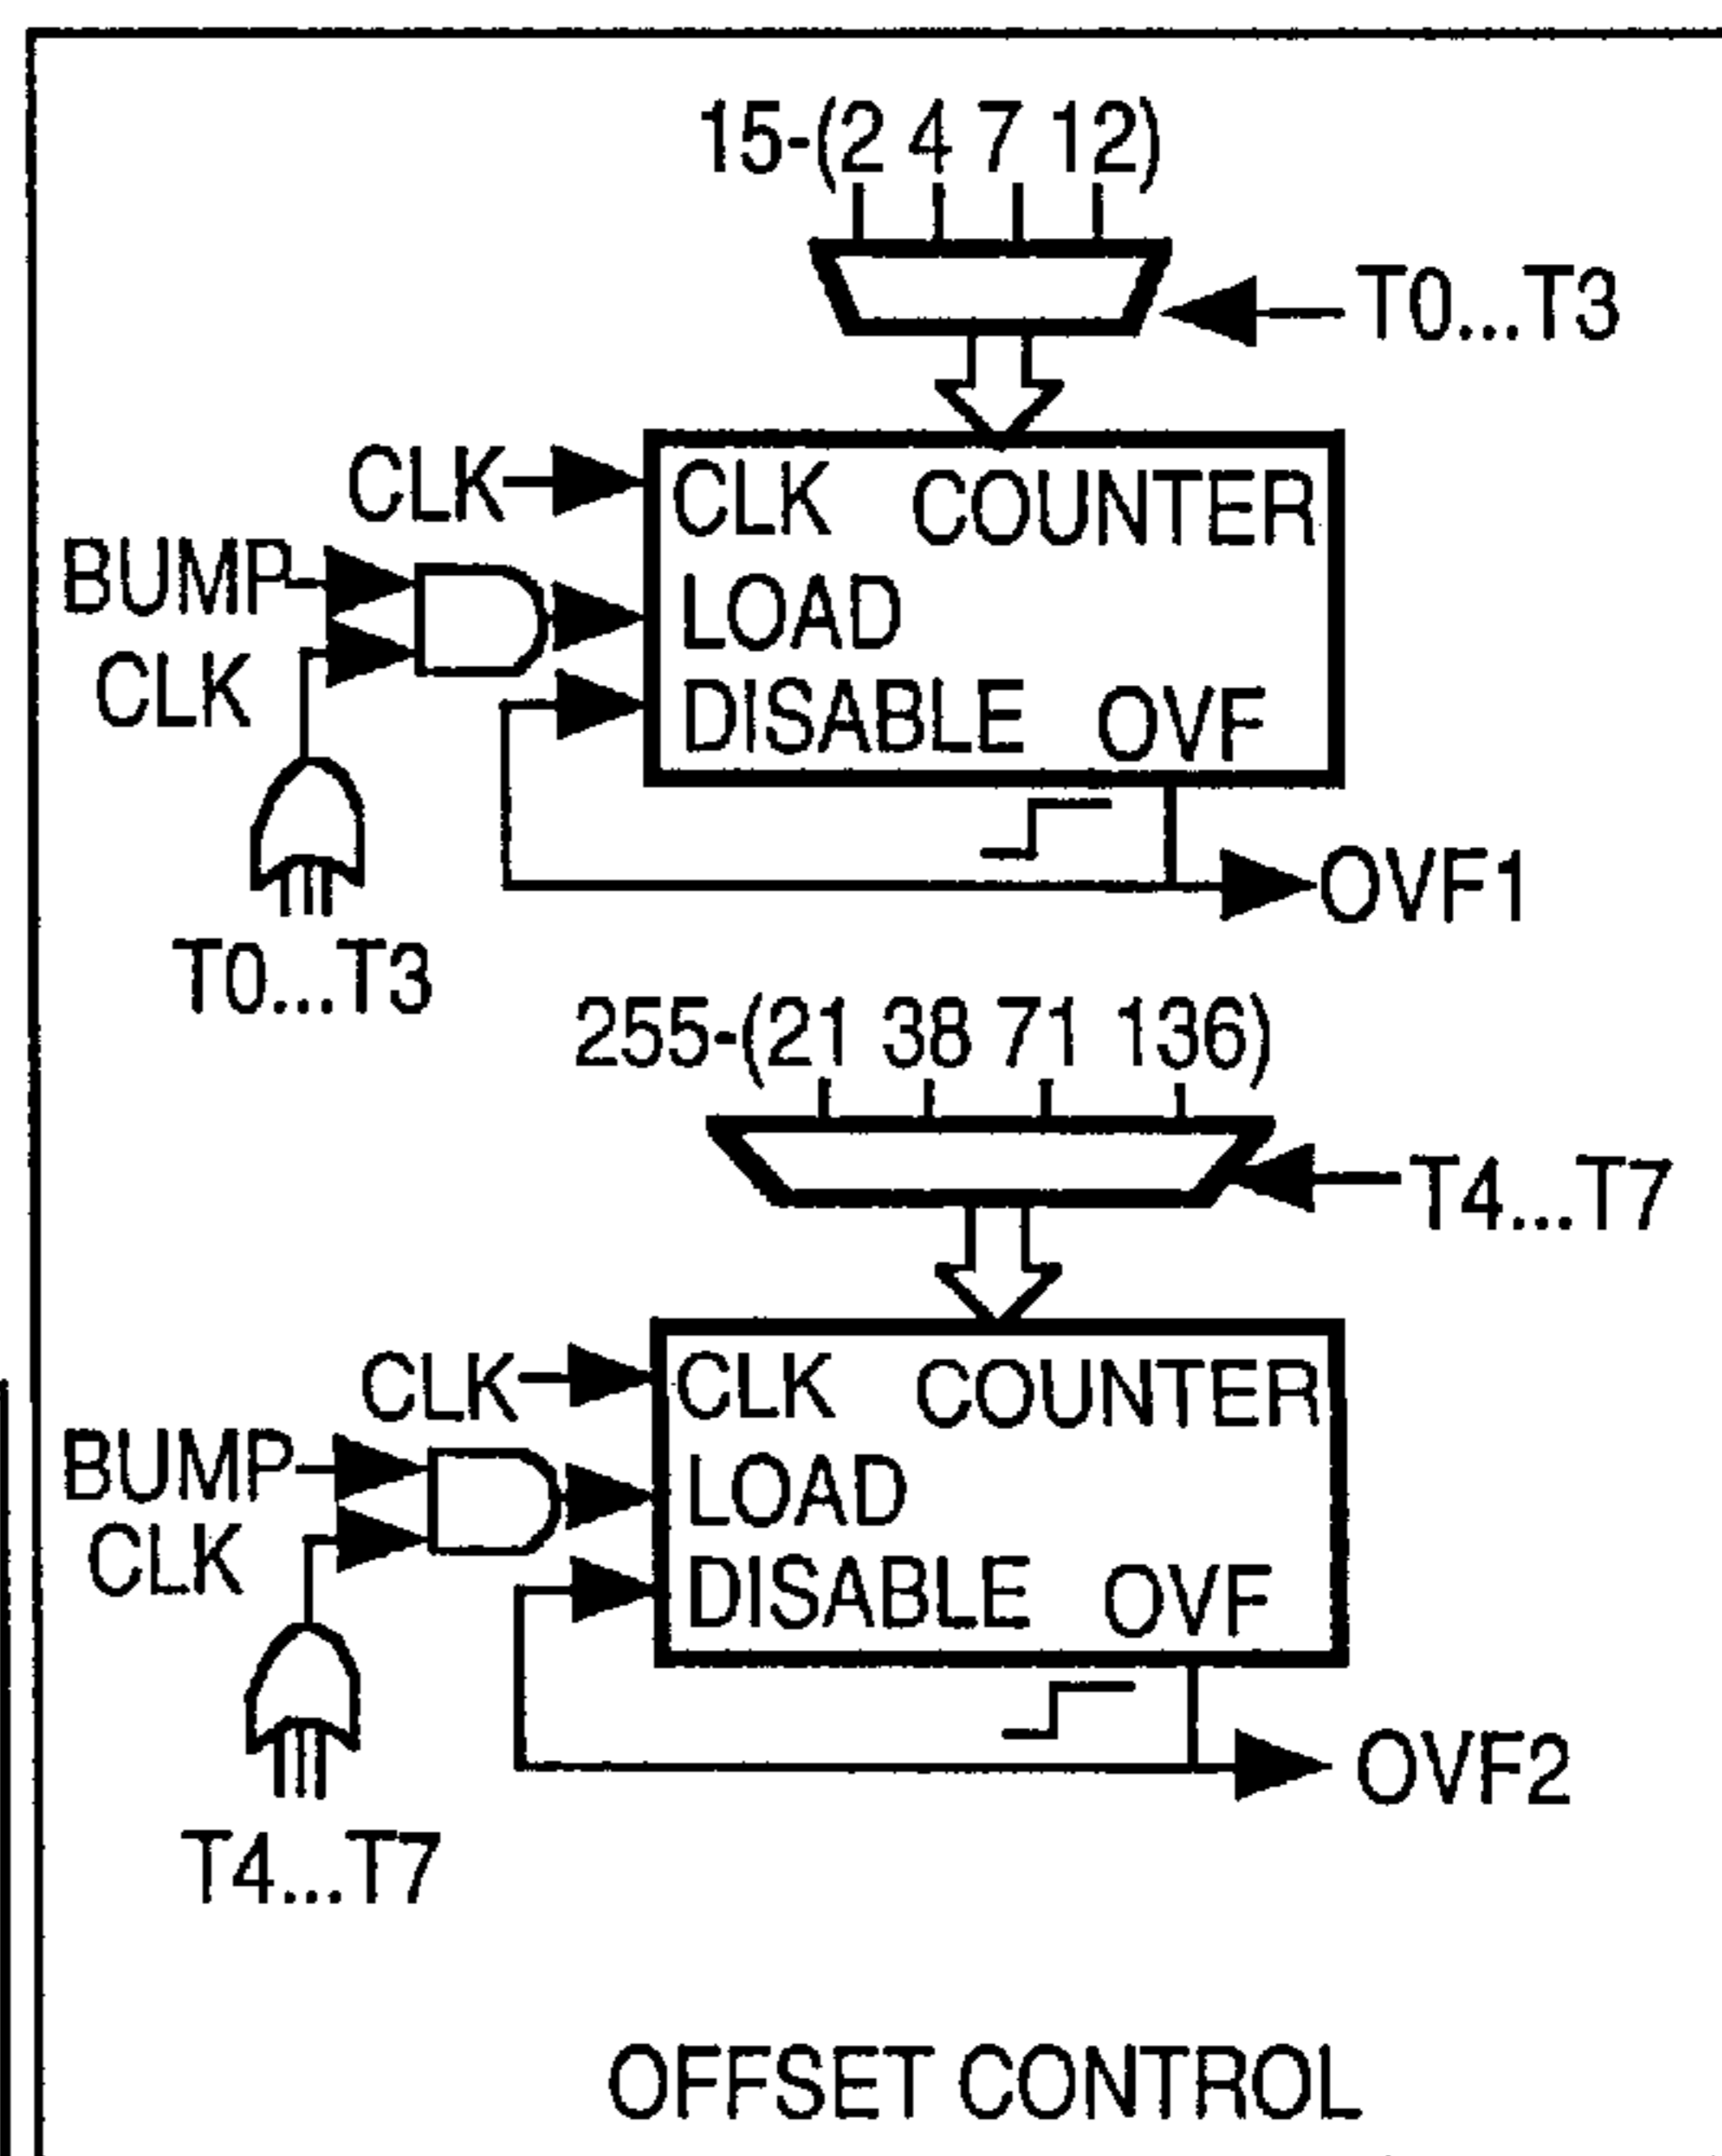 15-(2 4 7 12)
T0...T3
CLK
CLK COUNTER
BUMP
CLK
LOAD
DISABLE OVF
OVF1
T0...T3
255-(21 38 71 136)
T4...T7
CLK
CLK COUNTER
BUMP
CLK
LOAD
DISABLE OVF
OVF2
T4...T7
OFFSET CONTROL